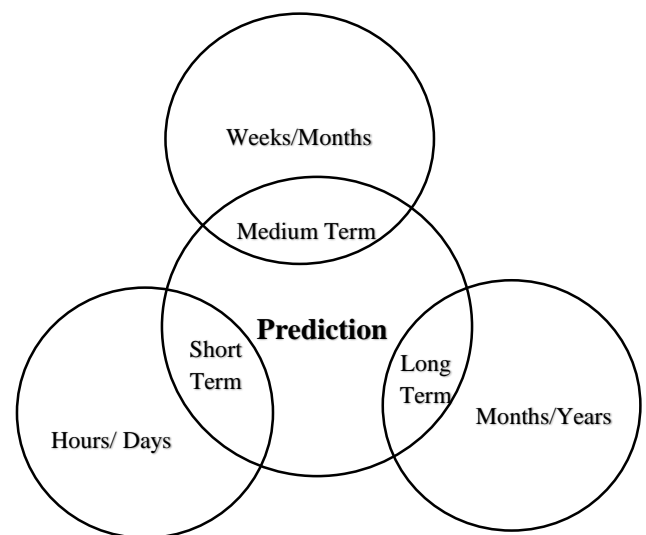 Weeks/Months
Medium Term
Prediction
Short
Term
Long
Term
Hours/ Days
Months/Years